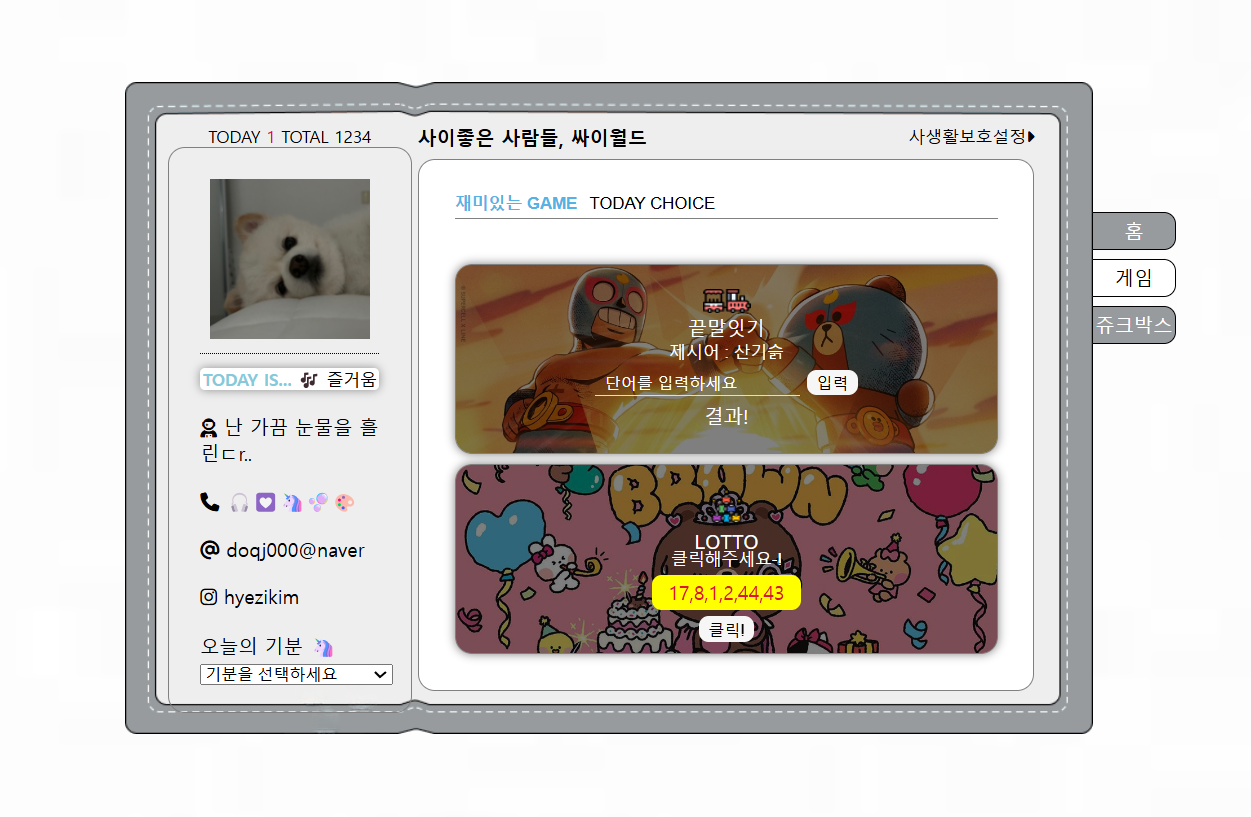 TODAY 1 TOTAL 1234
사이좋은 사람들, 싸이월드
사생활보호설정
TODAY IS... 즐거움
난 가끔 눈물을 흘
린ㄷr..
doqj000@naver
hyezikim
오늘의 기분
기분을 선택하세요
재미있는 GAME TODAY CHOICE
끝말잇기
제시어 : 산기슭
단어를 입력하세요 입력
결과!
BROWN
LOTTO
클릭해주세요~!
17,8,1,2,44,43
클릭!
홈
게임
쥬크박스